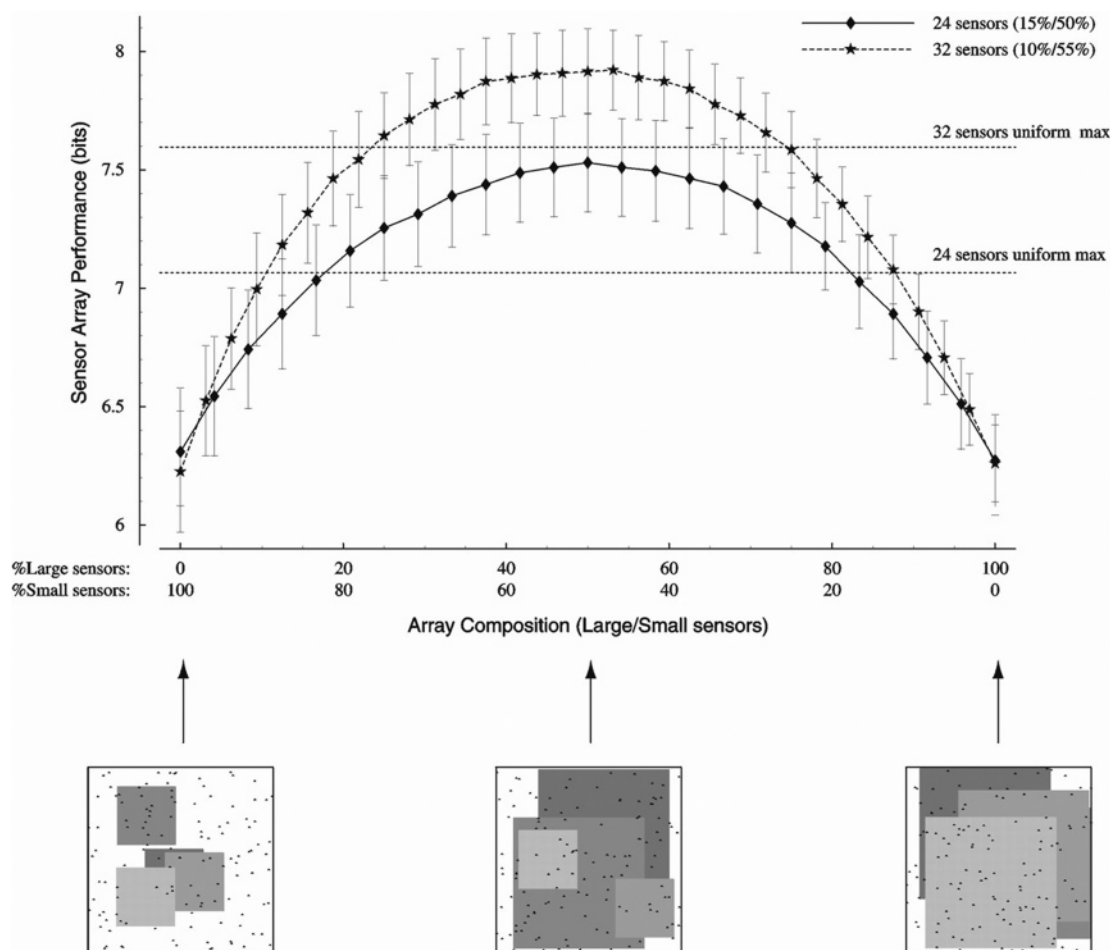 24 sensors (15%/50%)
32 sensors (10%/55%)
8
32 sensors uniform max
7.5
24 sensors uniform max
7
6.5
6
Sensor Array Performance (bits)
%Large sensors: 0 20 40 60 80 100
%Small sensors: 100 80 60 40 20 0
Array Composition (Large/Small sensors)